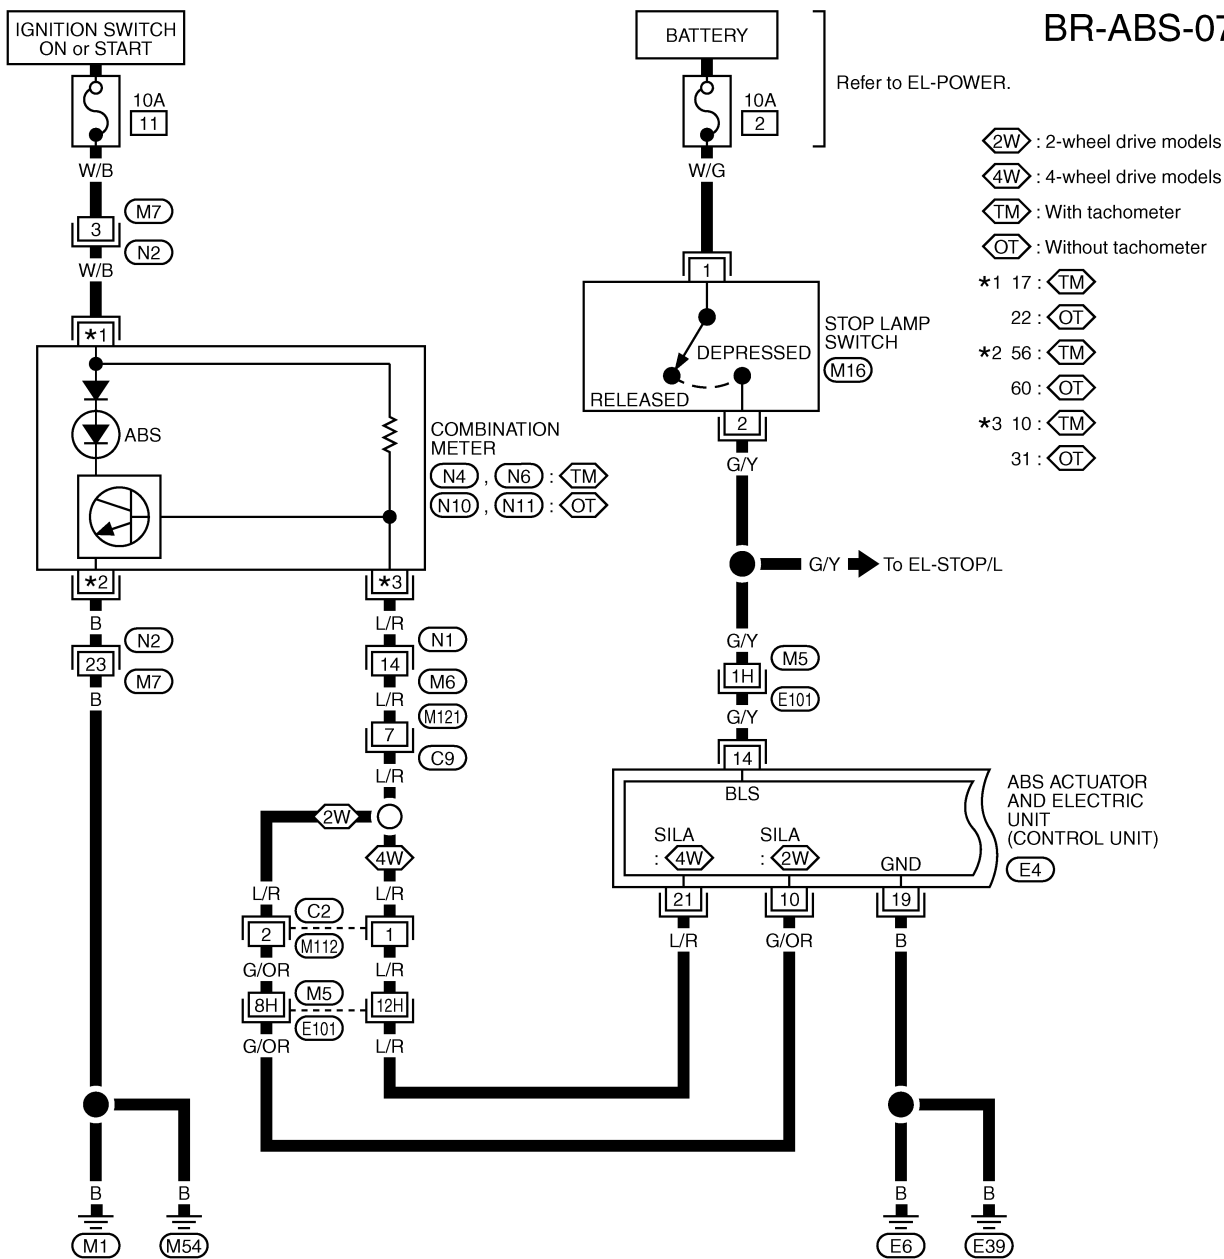 BR-ABS-07
IGNITION SWITCH
ON or START
10A
11
W/B
3
M7
N2
W/B
*1
ABS
COMBINATION
METER
N4 , N6 : TM
N10 , N11 : OT
*2
*3
B
L/R
N2
23
M7
B
N1
14
M6
L/R
M121
7
C9
L/R
2W
4W
L/R
L/R
C2
2
1
M112
G/OR
L/R
M5
8H
12H
E101
G/OR
L/R
B
B
M1
M54
BATTERY
Refer to EL-POWER.
10A
2
W/G
1
STOP LAMP
SWITCH
M16
DEPRESSED
RELEASED
2
G/Y
G/Y
To EL-STOP/L
G/Y
M5
1H
E101
G/Y
14
BLS
ABS ACTUATOR
AND ELECTRIC
UNIT
(CONTROL UNIT)
E4
SILA
: 4W
SILA
: 2W
GND
21
10
19
L/R
G/OR
B
B
B
E6
E39
2W : 2-wheel drive models
4W : 4-wheel drive models
TM : With tachometer
OT : Without tachometer
*1 17 : TM
22 : OT
*2 56 : TM
60 : OT
*3 10 : TM
31 : OT